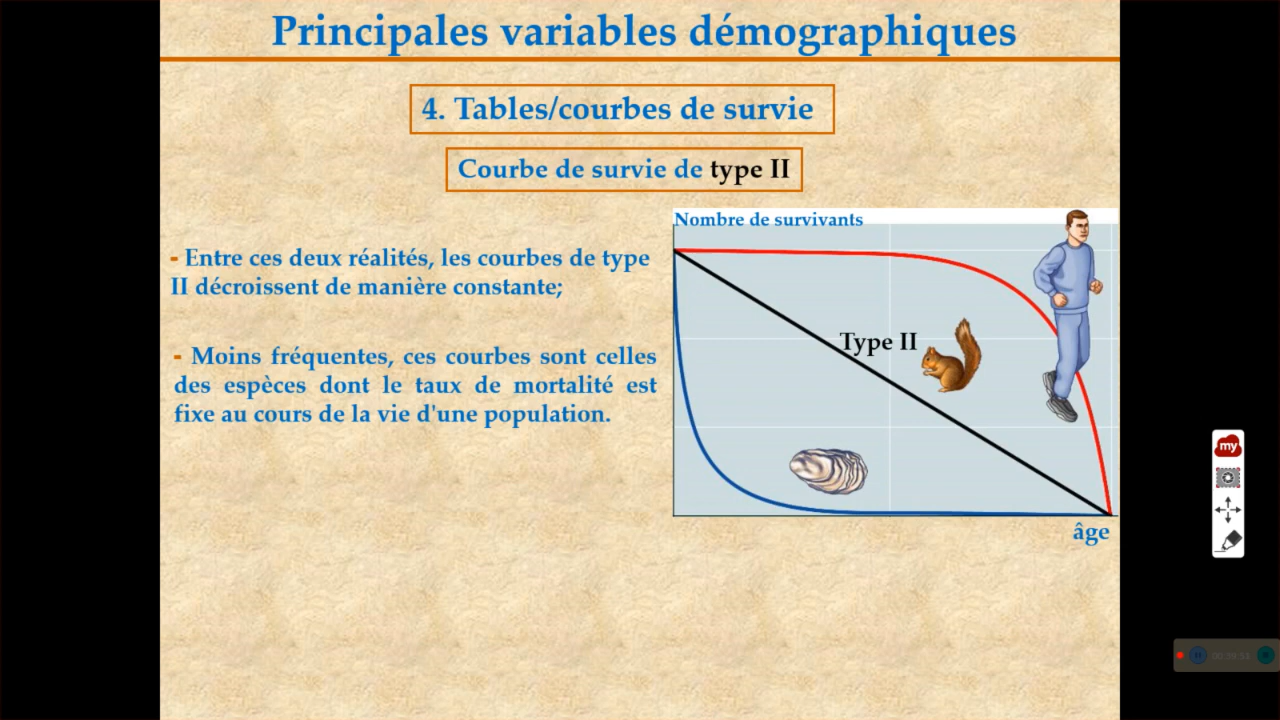 Principales variables démographiques
4. Tables/courbes de survie
Courbe de survie de type II
- Entre ces deux réalités, les courbes de type
II décroissent de manière constante;
- Moins fréquentes, ces courbes sont celles
des espèces dont le taux de mortalité est
fixe au cours de la vie d'une population.
Nombre de survivants
Type II
âge
my